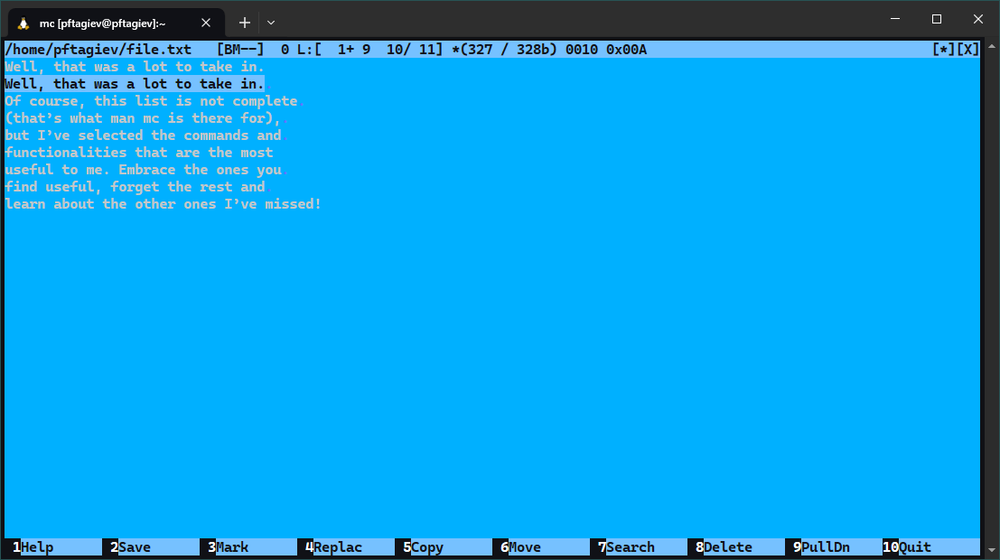 mc [pftagiev@pftagiev]:~
/home/pftagiev/file.txt   [BM--]  0 L:[  1+ 9  10/ 11] *(327 / 328b) 0010 0x00A [*][X]
Well, that was a lot to take in.
Well, that was a lot to take in.
Of course, this list is not complete
(that’s what man mc is there for),
but I’ve selected the commands and
functionalities that are the most
useful to me. Embrace the ones you
find useful, forget the rest and
learn about the other ones I’ve missed!
1Help 2Save 3Mark 4Replac 5Copy 6Move 7Search 8Delete 9PullDn 10Quit